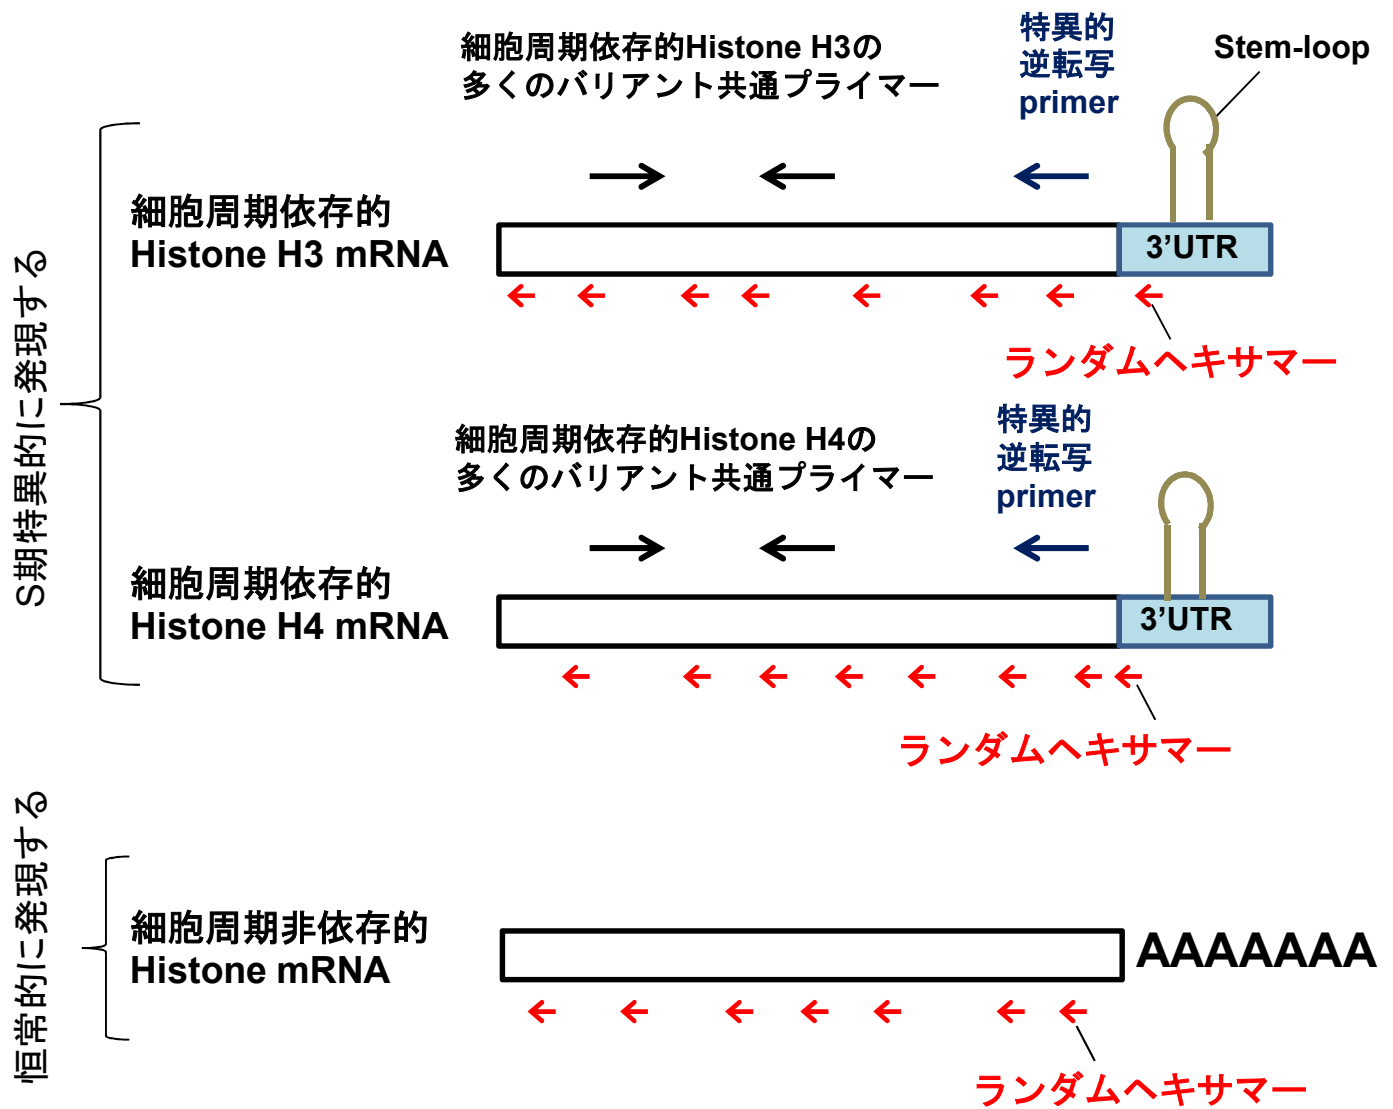 細胞周期依存的Histone H3の
多くのバリアント共通プライマー
特異的
逆転写
primer
Stem-loop
S期特異的に発現する
細胞周期依存的
Histone H3 mRNA
3’UTR
ランダムヘキサマー
細胞周期依存的Histone H4の
多くのバリアント共通プライマー
特異的
逆転写
primer
細胞周期依存的
Histone H4 mRNA
3’UTR
ランダムヘキサマー
恒常的に発現する
細胞周期非依存的
Histone mRNA
AAAAAAA
ランダムヘキサマー